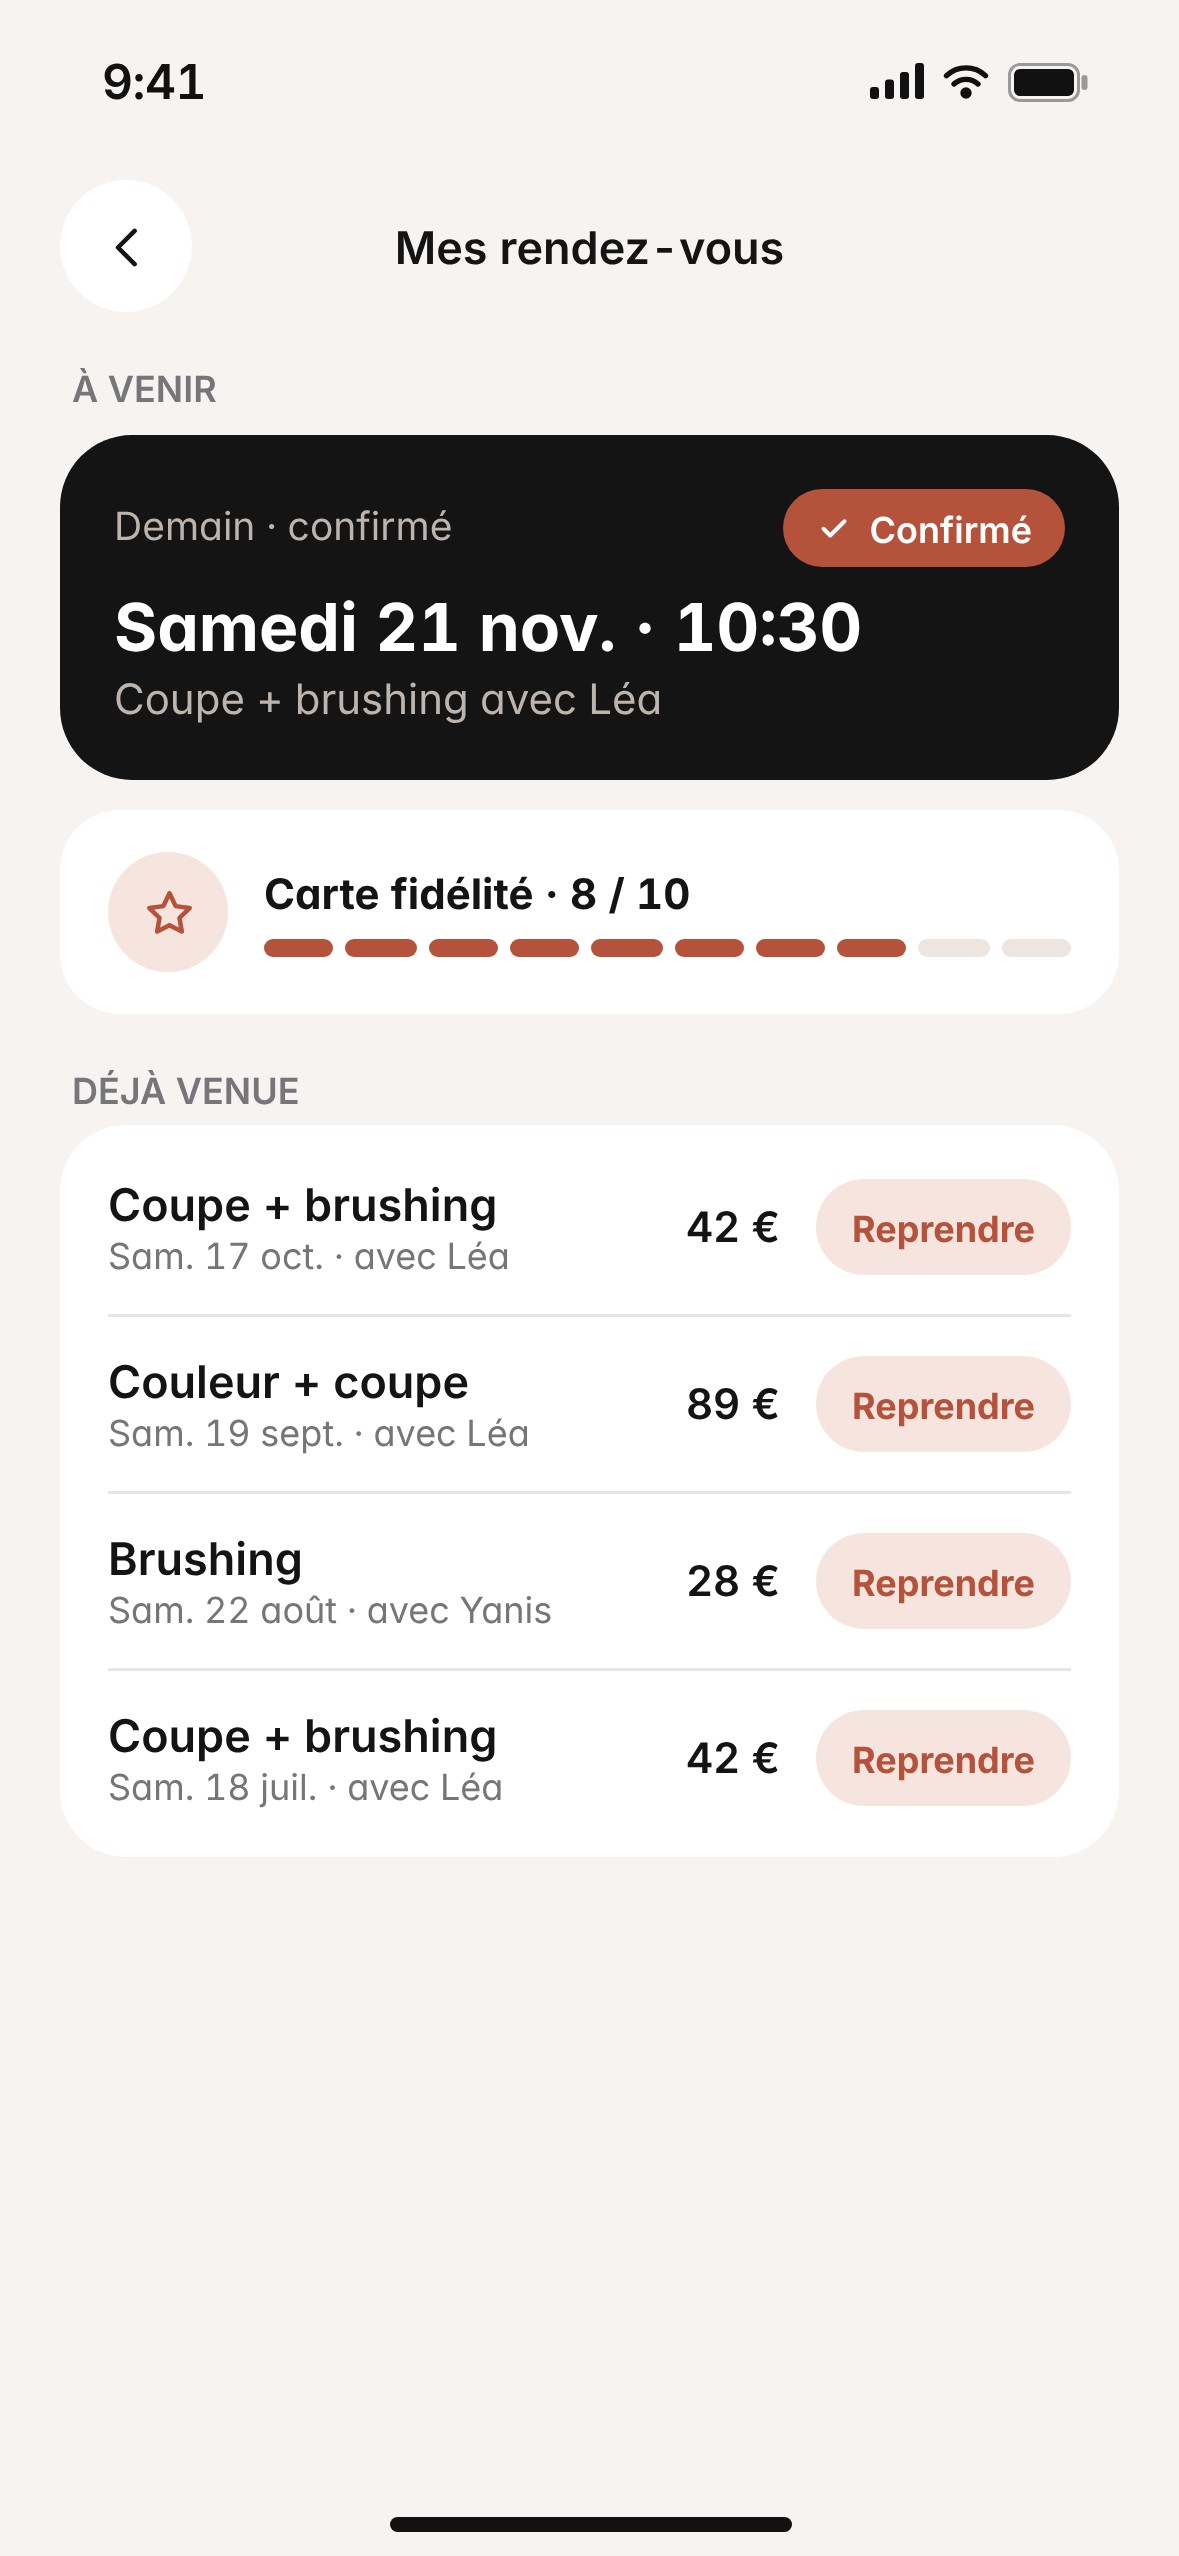 9:41
Mes rendez-vous
À VENIR
Demain · confirmé
Confirmé
Samedi 21 nov. · 10:30
Coupe + brushing avec Léa
Carte fidélité · 8 / 10
DÉJÀ VENUE
Coupe + brushing
Sam. 17 oct. · avec Léa
42 €
Reprendre
Couleur + coupe
Sam. 19 sept. · avec Léa
89 €
Reprendre
Brushing
Sam. 22 août · avec Yanis
28 €
Reprendre
Coupe + brushing
Sam. 18 juil. · avec Léa
42 €
Reprendre